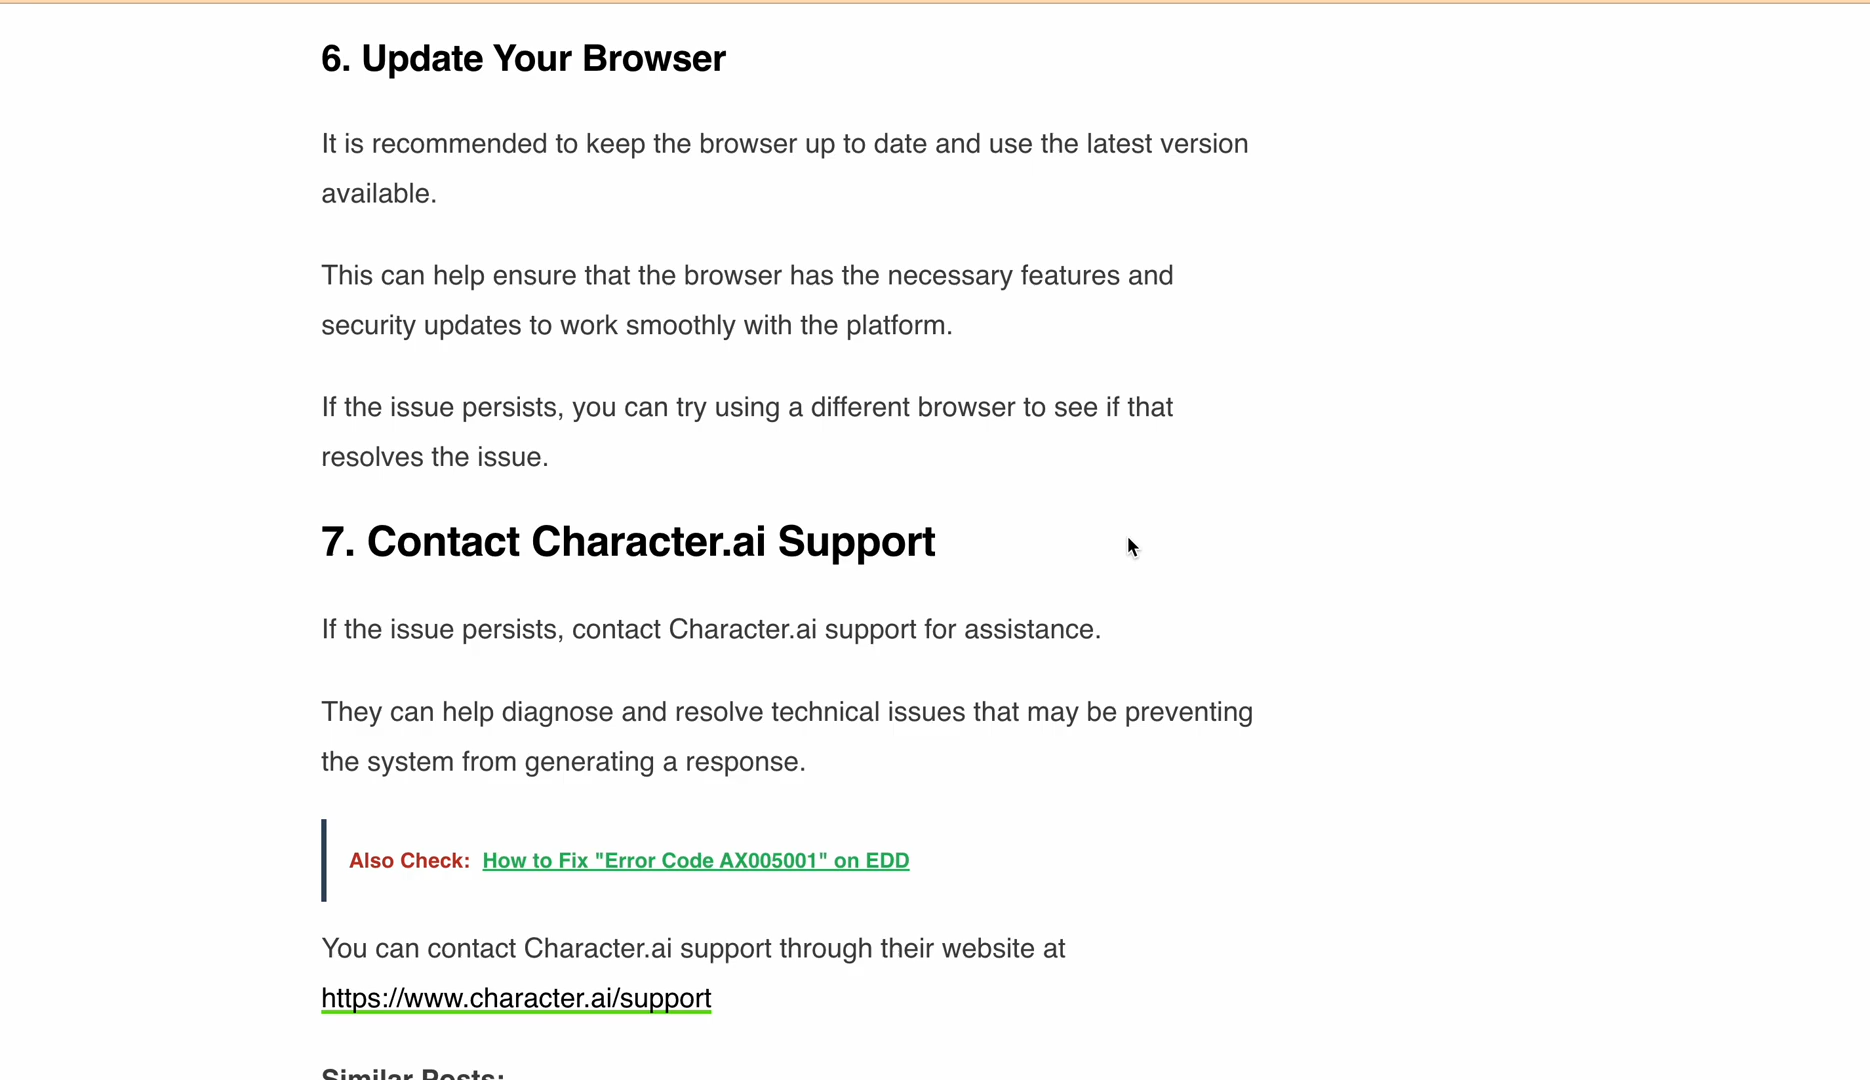 6. Update Your Browser
It is recommended to keep the browser up to date and use the latest version
available.
This can help ensure that the browser has the necessary features and
security updates to work smoothly with the platform.
If the issue persists, you can try using a different browser to see if that
resolves the issue.
7. Contact Character.ai Support
If the issue persists, contact Character.ai support for assistance.
They can help diagnose and resolve technical issues that may be preventing
the system from generating a response.
Also Check: How to Fix "Error Code AX005001" on EDD
You can contact Character.ai support through their website at
https://www.character.ai/support
Similar Posts: